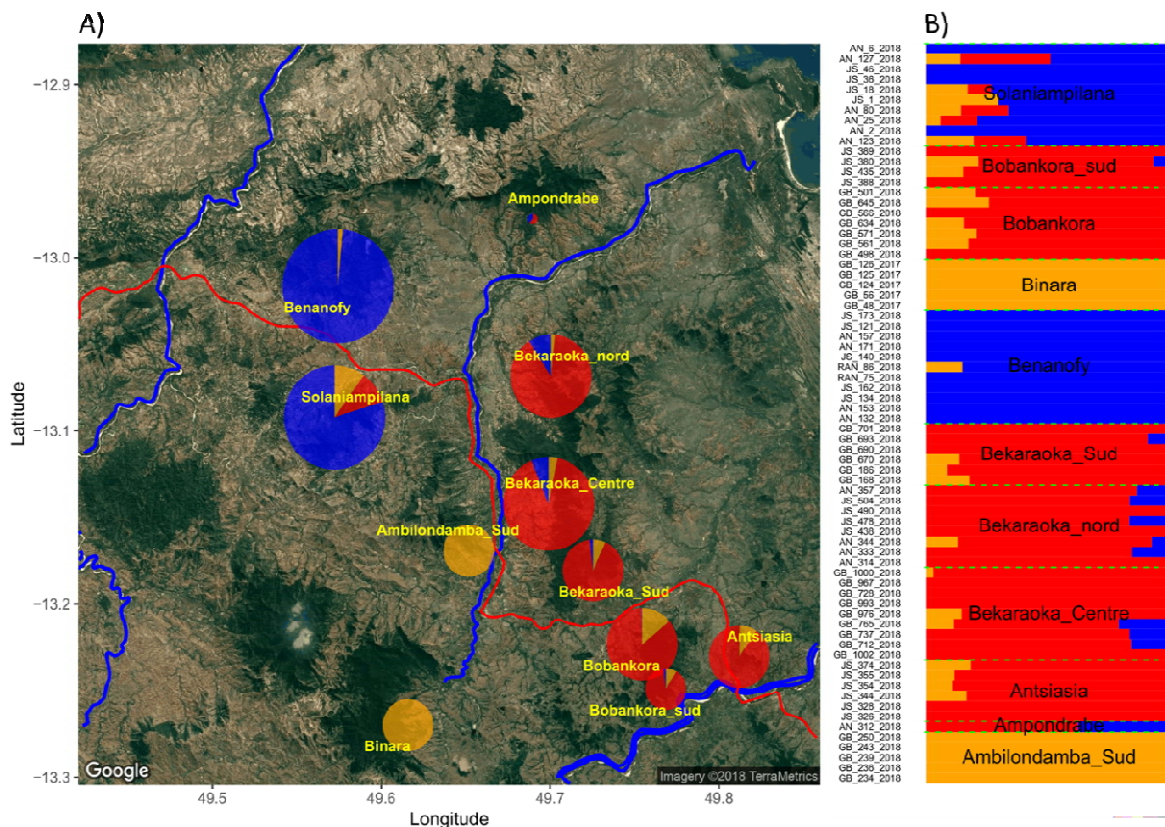 A)
B)
−12.9
−13.0
−13.1
−13.2
−13.3
Latitude
49.5
49.6
49.7
49.8
Longitude
Ampondrabe
Benanofy
Bekaraoka_nord
Solaniampilana
Bekaraoka_Centre
Ambilondamba_Sud
Bekaraoka_Sud
Antsiasia
Bobankora
Bobankora_sud
Binara
Google
Imagery ©2018 TerraMetrics
AN_6_2018
AN_127_2018
JS_46_2018
JS_36_2018
JS_18_2018
JS_1_2018
AN_80_2018
AN_25_2018
AN_2_2018
AN_123_2018
JS_389_2018
JS_380_2018
JS_435_2018
JS_388_2018
GB_501_2018
GB_645_2018
GB_566_2018
GB_634_2018
GB_571_2018
GB_561_2018
GB_498_2018
GB_126_2017
GB_125_2017
GB_124_2017
GB_56_2017
GB_48_2017
JS_173_2018
JS_121_2018
AN_157_2018
AN_171_2018
JS_140_2018
RAN_86_2018
RAN_75_2018
JS_162_2018
JS_134_2018
AN_153_2018
AN_132_2018
GB_701_2018
GB_693_2018
GB_690_2018
GB_670_2018
GB_186_2018
GB_168_2018
AN_357_2018
JS_504_2018
JS_490_2018
JS_478_2018
JS_436_2018
AN_344_2018
AN_333_2018
AN_314_2018
GB_1000_2018
GB_967_2018
GB_728_2018
GB_993_2018
GB_976_2018
GB_765_2018
GB_737_2018
GB_712_2018
GB_1002_2018
JS_374_2018
JS_355_2018
JS_354_2018
JS_344_2018
JS_328_2018
JS_326_2018
AN_312_2018
GB_250_2018
GB_243_2018
GB_239_2018
GB_236_2018
GB_234_2018
Solaniampilana
Bobankora_sud
Bobankora
Binara
Benanofy
Bekaraoka_Sud
Bekaraoka_nord
Bekaraoka_Centre
Antsiasia
Ampondrabe
Ambilondamba_Sud